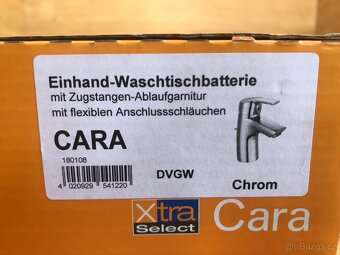 Einhand-Waschtischbatterie
mit Zugstangen-Ablaufgarnitur
mit flexiblen Anschlussschläuchen
CARA
180108
4 020929 541220
DVGW
Chrom
Xtra
Select
Cara